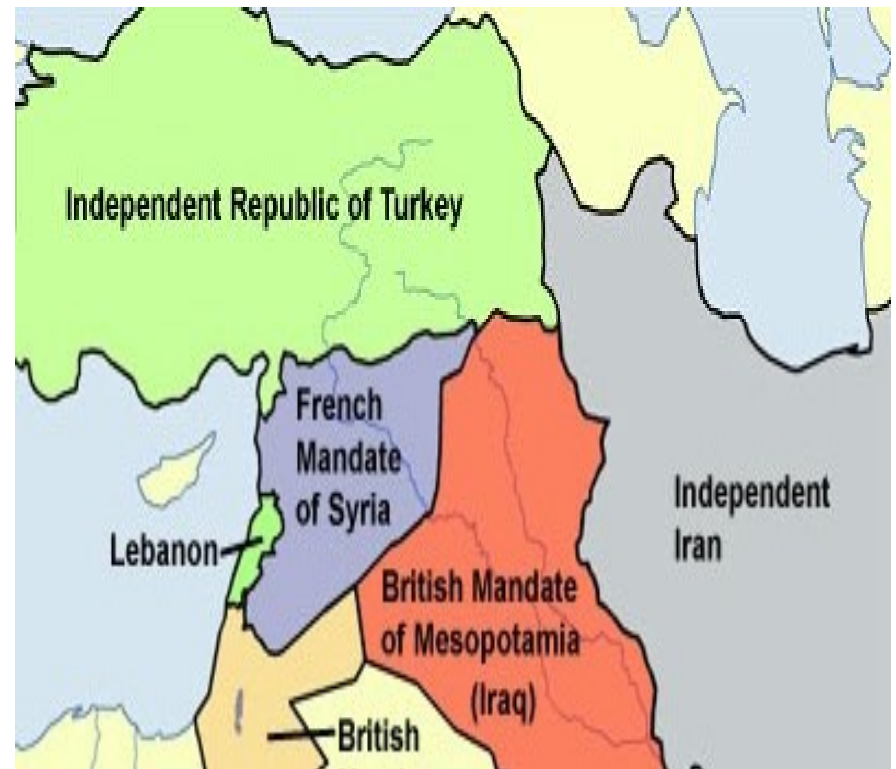 Independent Republic of Turkey
French
Mandate
of Syria
Independent
Iran
Lebanon
British Mandate
of Mesopotamia
(Iraq)
British